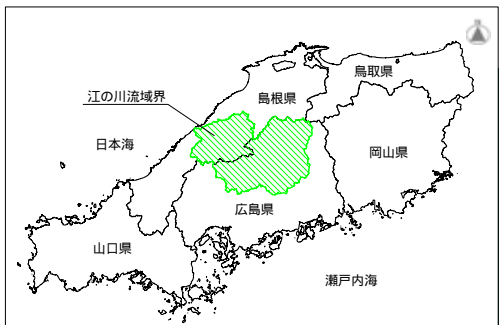 鳥取県
島根県
江の川流域界
日本海
岡山県
広島県
山口県
瀬戸内海